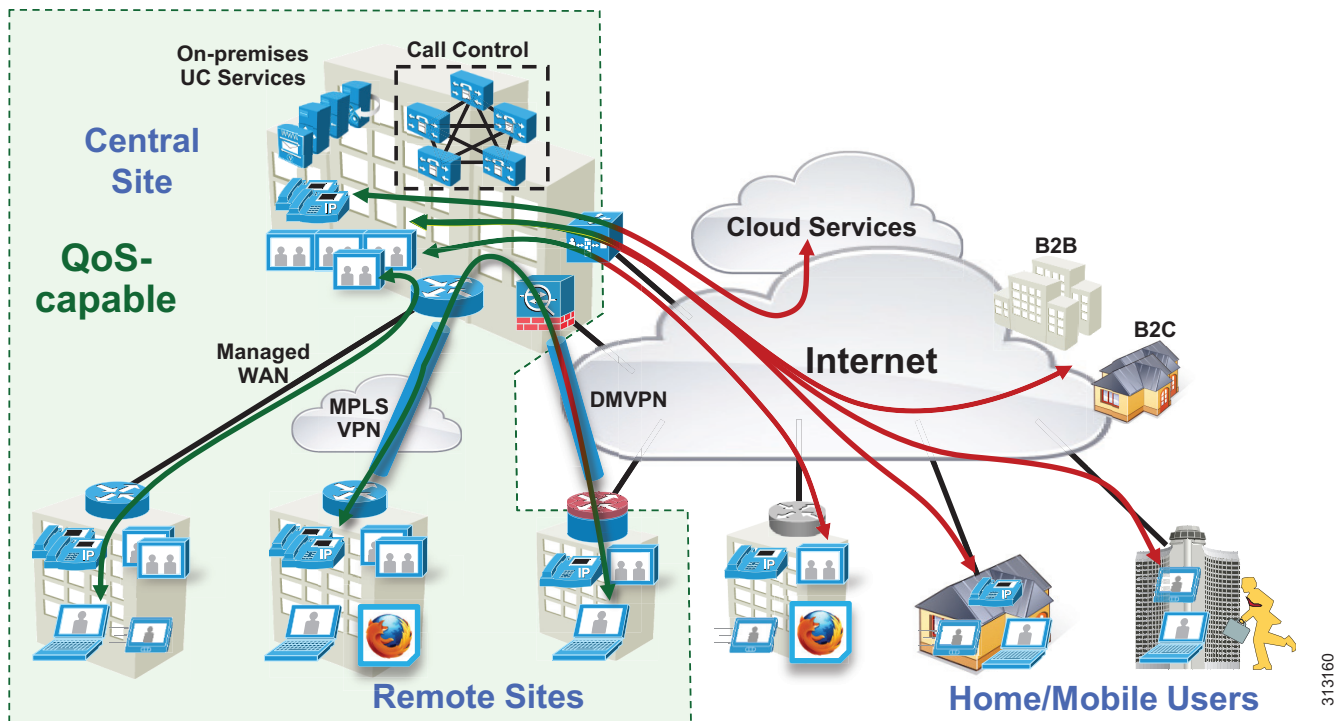 On-premises
UC Services
Call Control
WWW
Central
Site
IP
QoS-
capable
Cloud Services
B2B
B2C
Internet
Managed
WAN
MPLS
VPN
DMVPN
IP
IP
IP
IP
IP
Remote Sites
Home/Mobile Users
313160